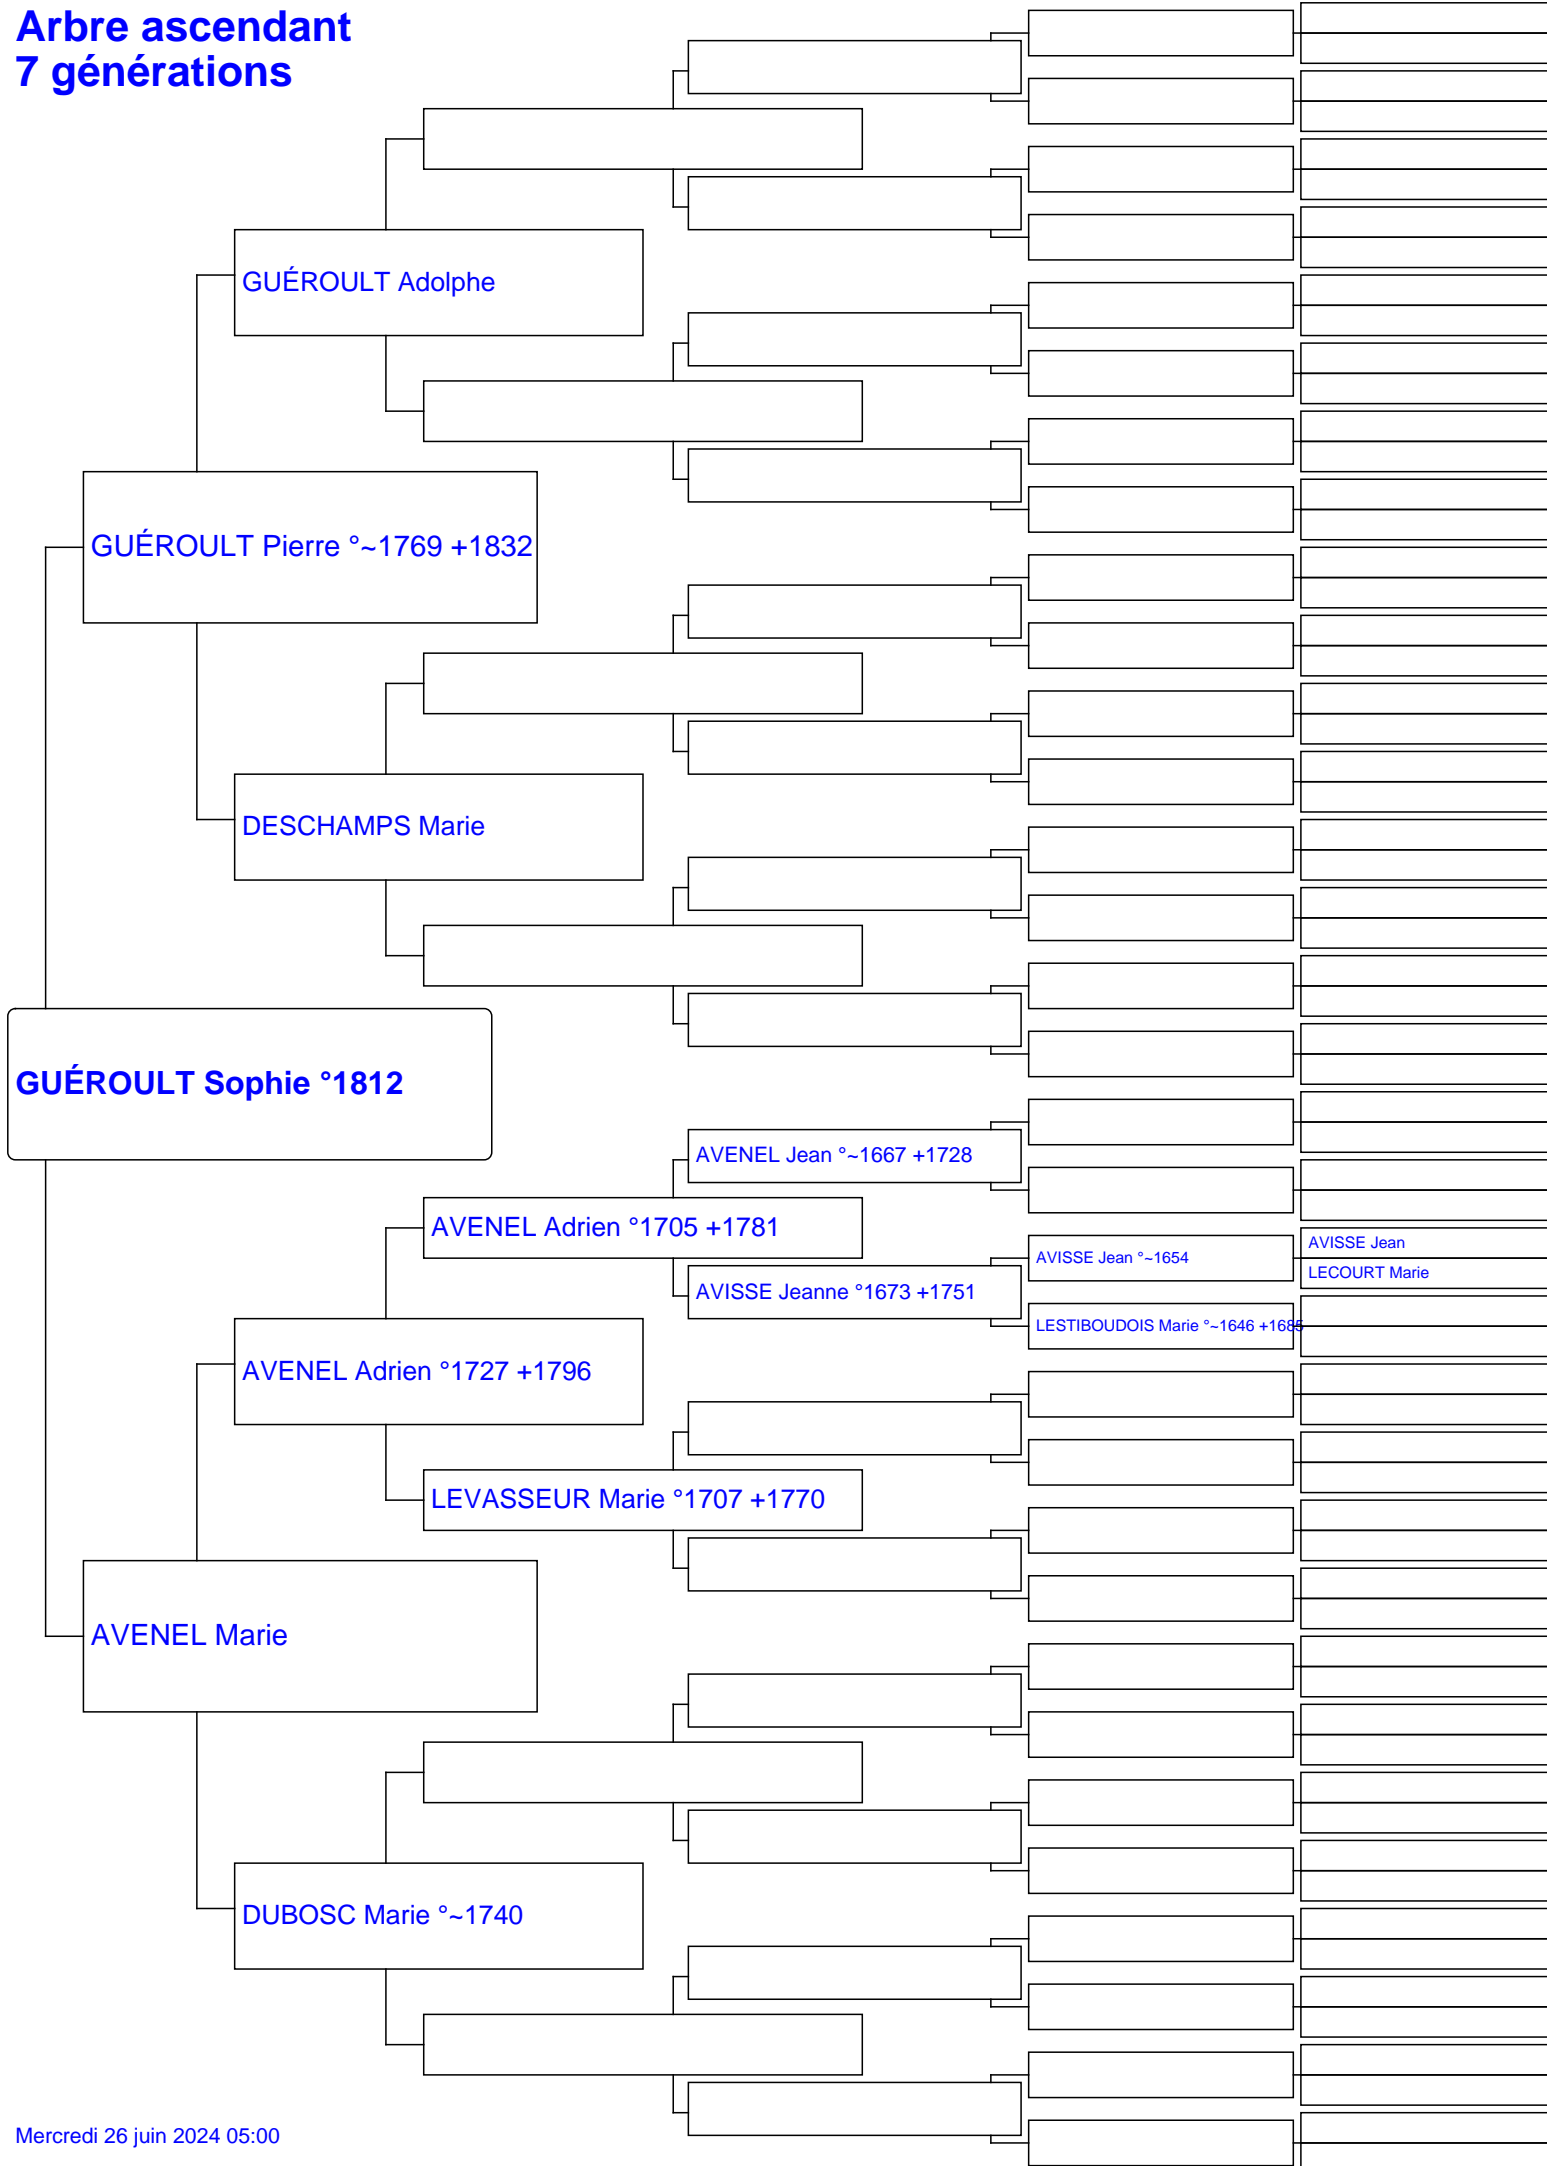 Arbre ascendant
7 générations
GUÉROULT Adolphe
GUÉROULT Pierre °~1769 +1832
DESCHAMPS Marie
GUÉROULT Sophie °1812
AVENEL Jean °~1667 +1728
AVENEL Adrien °1705 +1781
AVISSE Jean °~1654
AVISSE Jean
LECOURT Marie
AVISSE Jeanne °1673 +1751
LESTIBOUDOIS Marie °~1646 +1685
AVENEL Adrien °1727 +1796
LEVASSEUR Marie °1707 +1770
AVENEL Marie
DUBOSC Marie °~1740
Mercredi 26 juin 2024 05:00